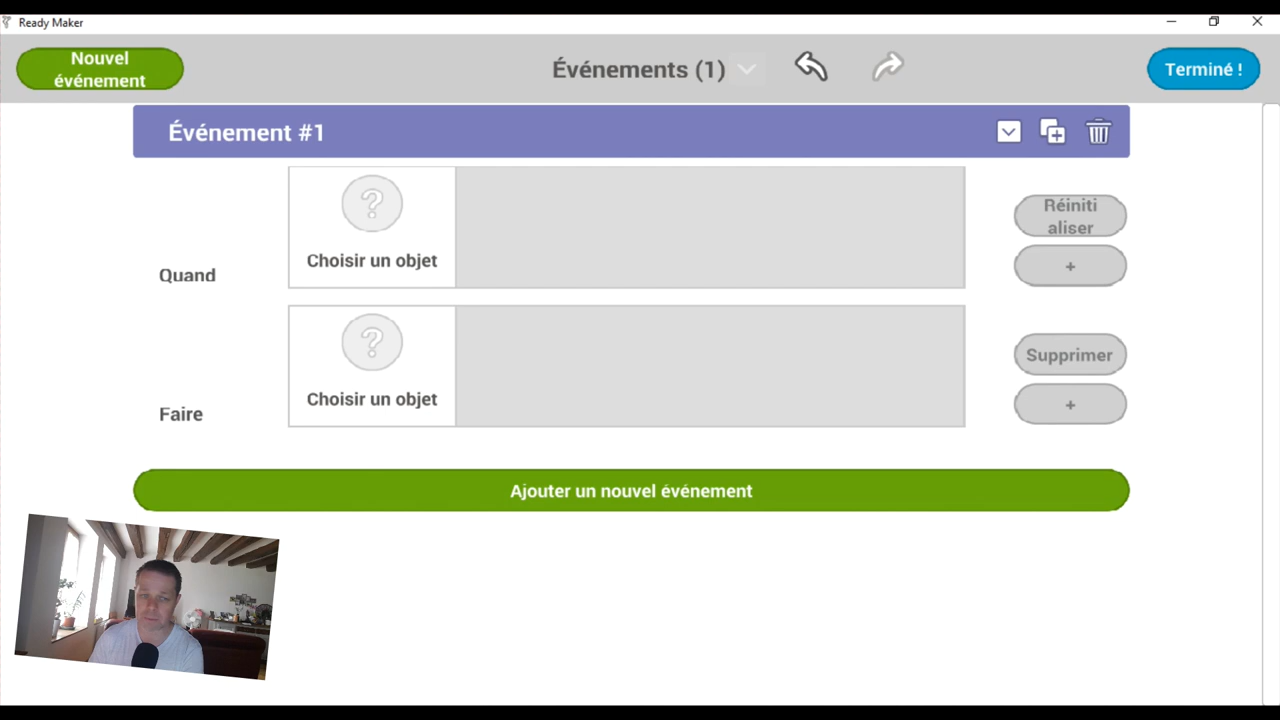 Ready Maker
Nouvel
événement
Événements (1)
Terminé !
Événement #1
Quand
Choisir un objet
Réiniti
aliser
+
Faire
Choisir un objet
Supprimer
+
Ajouter un nouvel événement